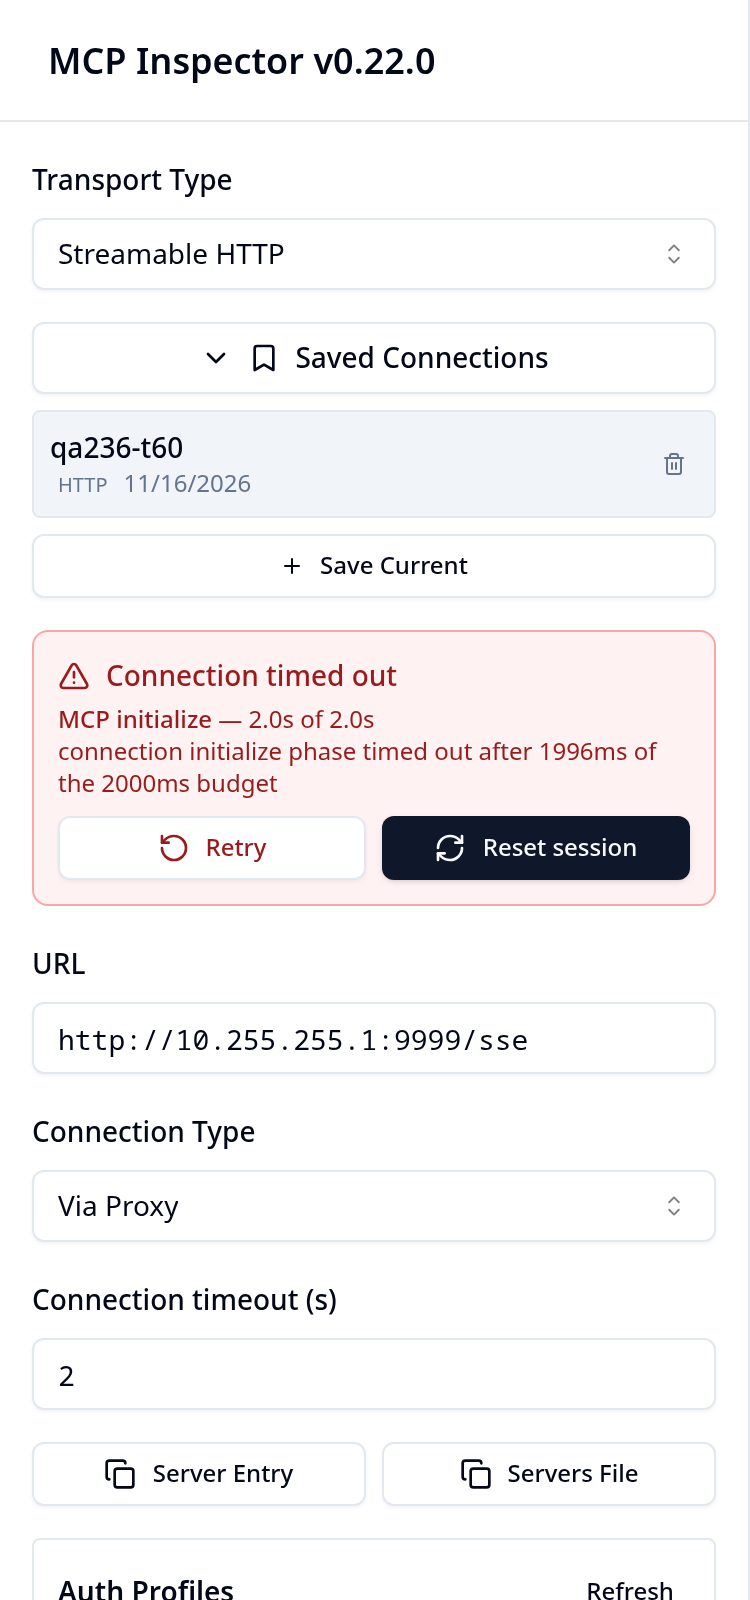 MCP Inspector v0.22.0
Transport Type
Streamable HTTP
Saved Connections
qa236-t60
HTTP 11/16/2026
Save Current
Connection timed out
MCP initialize — 2.0s of 2.0s
connection initialize phase timed out after 1996ms of
the 2000ms budget
Retry
Reset session
URL
http://10.255.255.1:9999/sse
Connection Type
Via Proxy
Connection timeout (s)
2
Server Entry
Servers File
Auth Profiles
Refresh